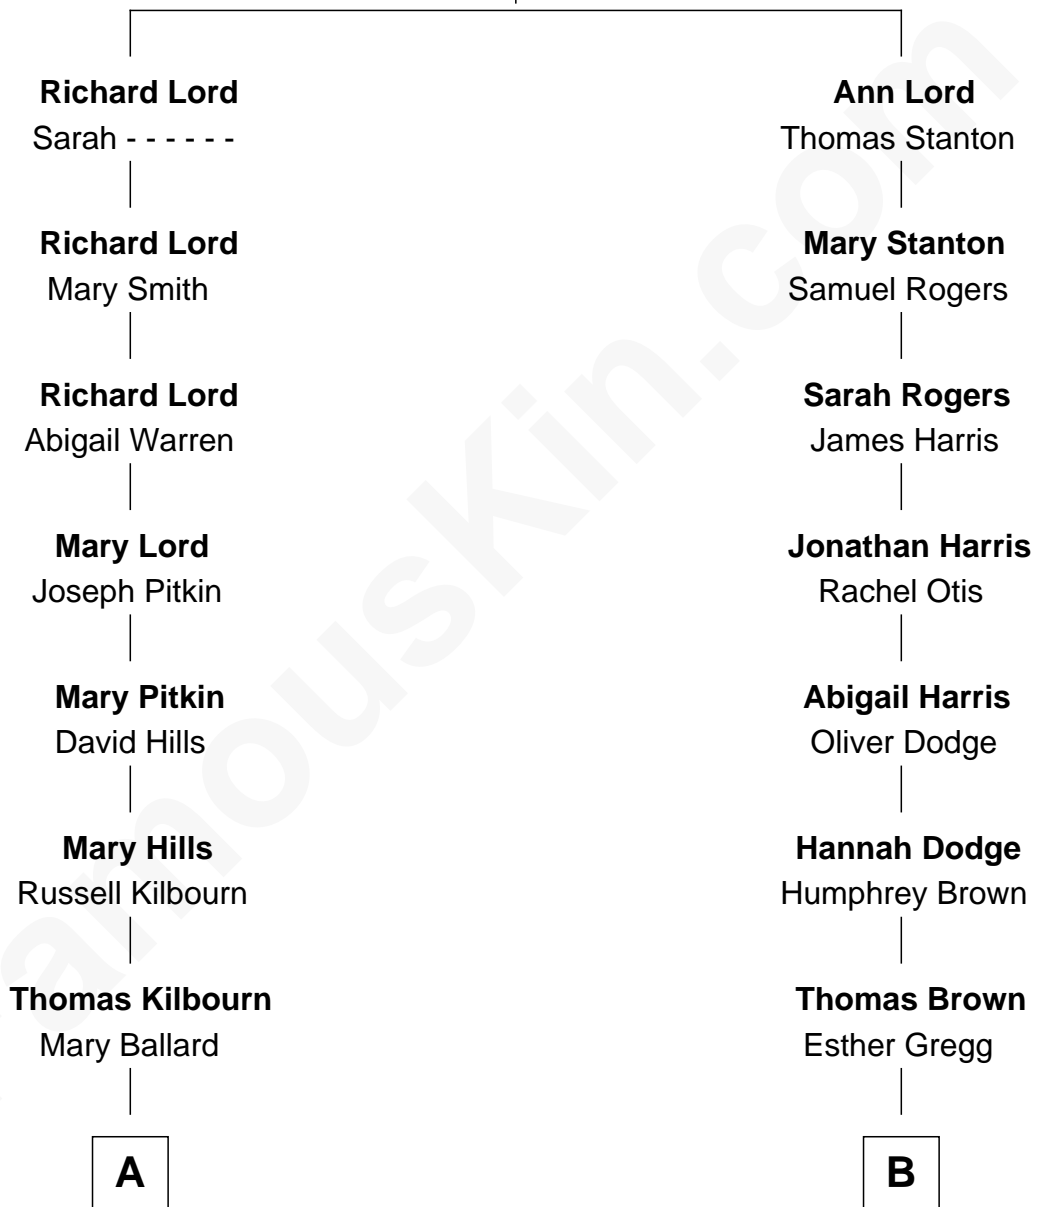 Richard Lord
Sarah - - - - - -
Richard Lord
Mary Smith
Richard Lord
Abigail Warren
Mary Lord
Joseph Pitkin
Mary Pitkin
David Hills
Mary Hills
Russell Kilbourn
Thomas Kilbourn
Mary Ballard
A
Ann Lord
Thomas Stanton
Mary Stanton
Samuel Rogers
Sarah Rogers
James Harris
Jonathan Harris
Rachel Otis
Abigail Harris
Oliver Dodge
Hannah Dodge
Humphrey Brown
Thomas Brown
Esther Gregg
B
amouskin.com